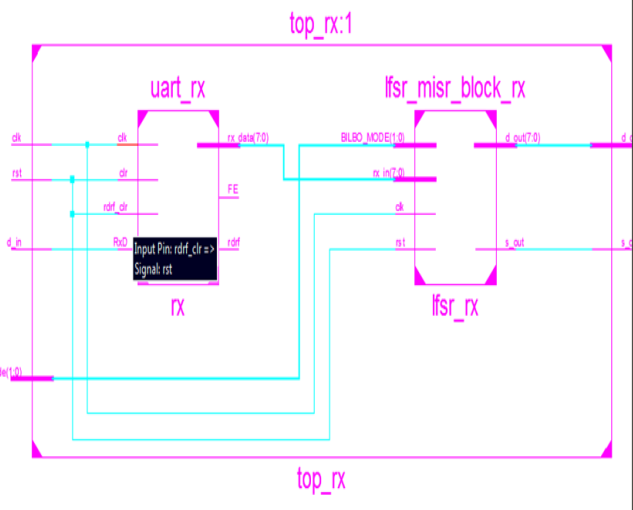 top_rx:1
uart_rx
lfsr_misr_block_rx
clk
clk
rx_data(7:0)
BILBO_MODE(1:0)
d_out(7:0)
rst
clr
rx_in(7:0)
FE
rdrf_clr
clk
d_in
RxD
Input Pin: rdrf_clr =>
Signal: rst
rdrf
rst
s_out
rx
lfsr_rx
top_rx